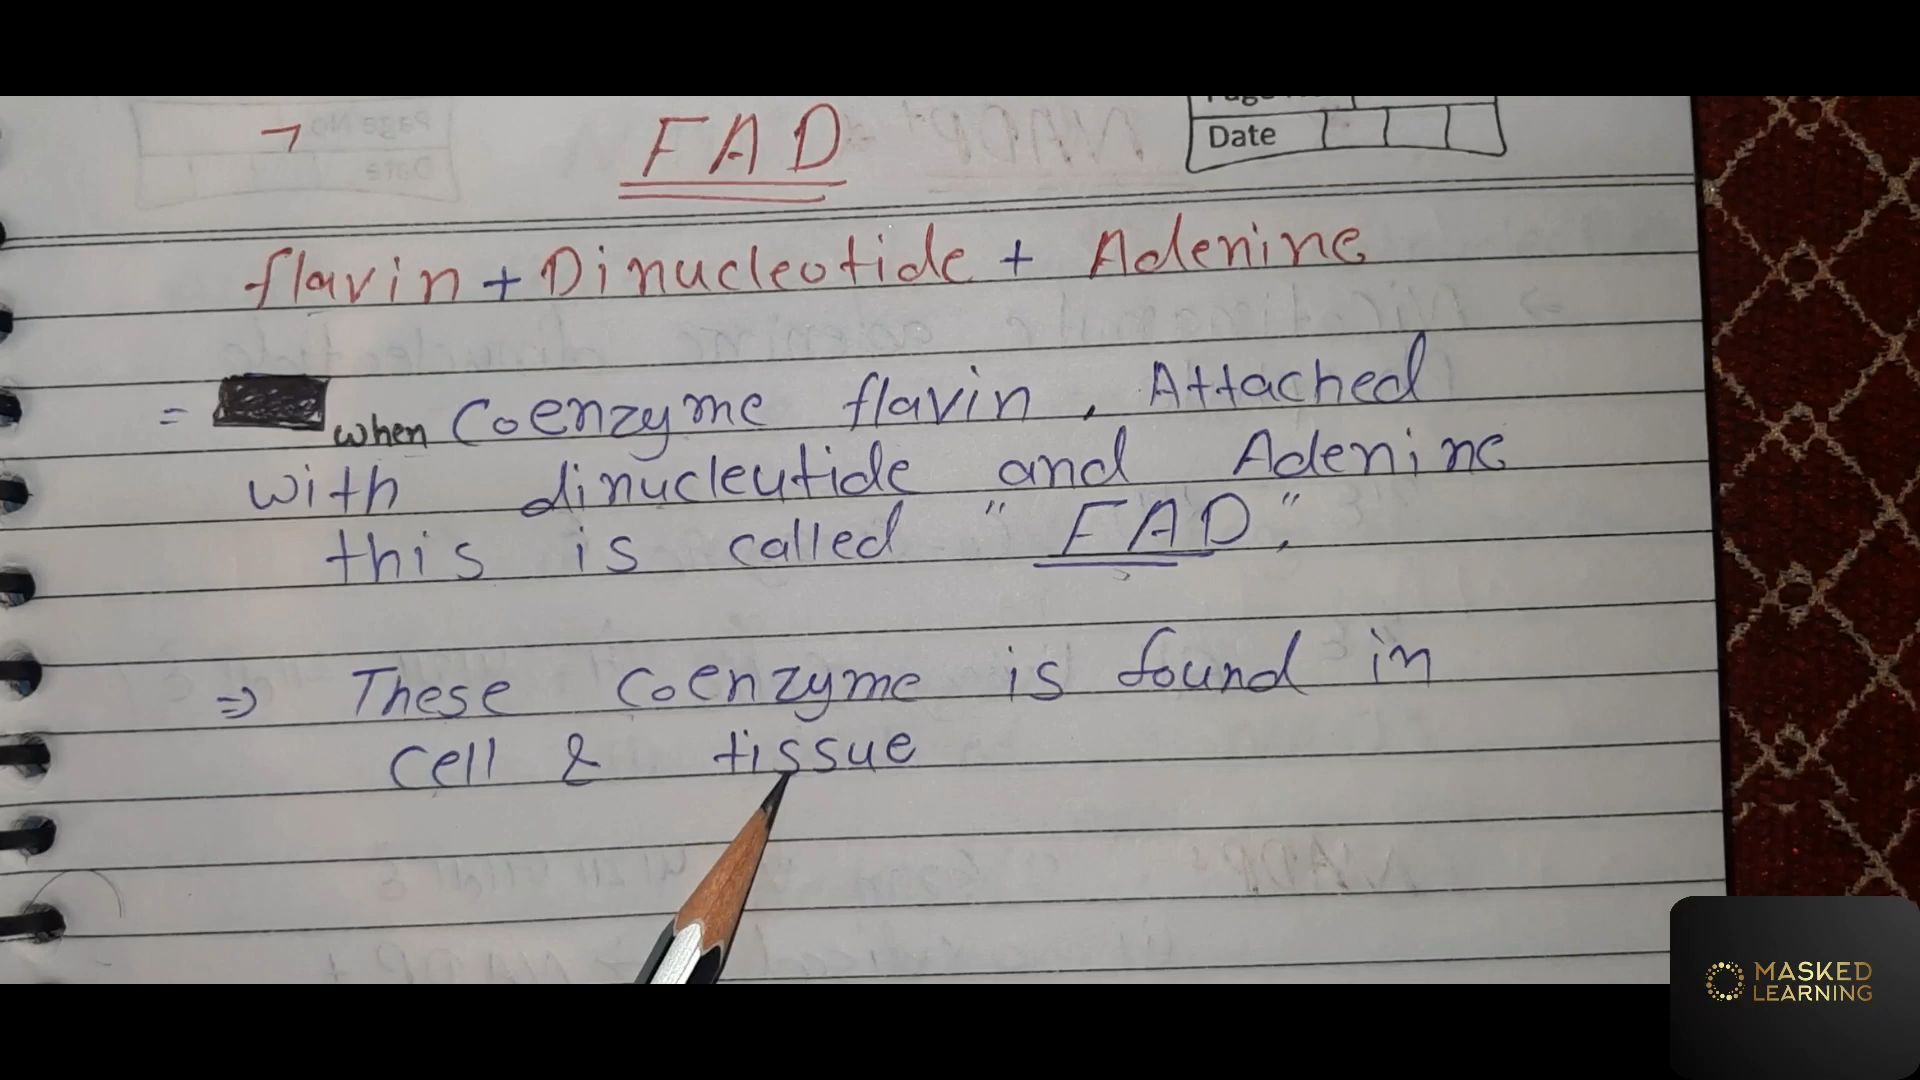 FAD
Date
flavin + Dinucleotide + Adenine
= when Coenzyme flavin, Attached
with dinucleutide and Adenine
this is called "FAD".
⇒ These Coenzyme is found in
cell & tissue
MASKED
LEARNING